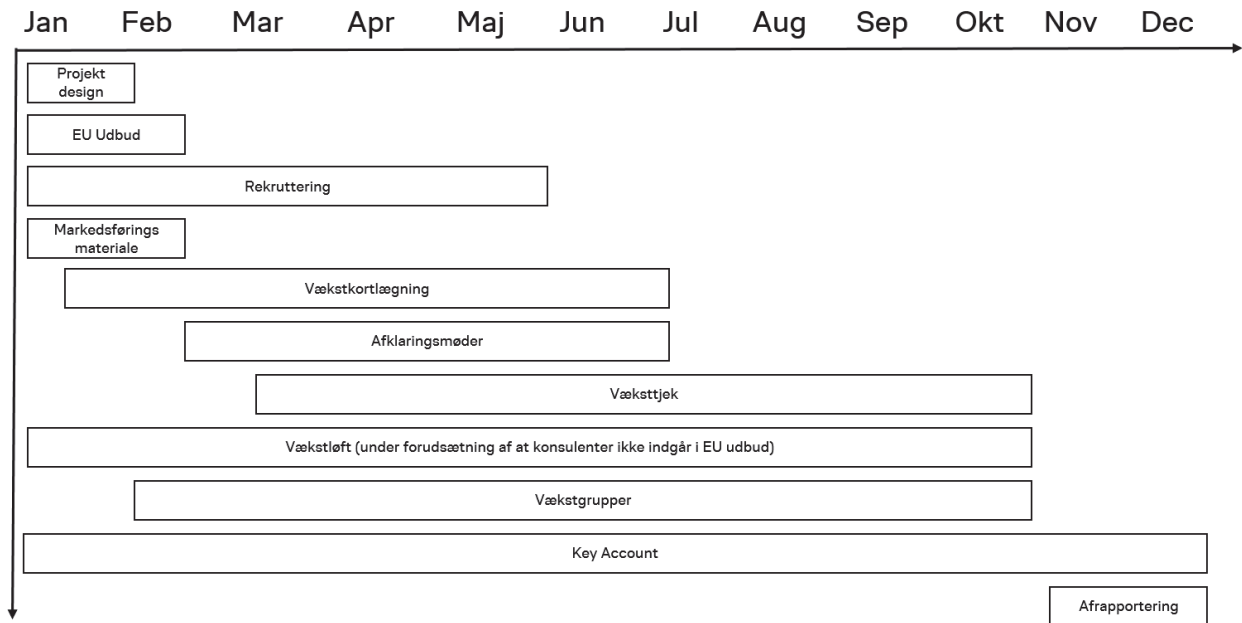 Jan Feb Mar Apr Maj Jun Jul Aug Sep Okt Nov Dec
Projekt
design
EU Udbud
Rekruttering
Markedsførings
materiale
Vækstkortlægning
Afklaringsmøder
Væksttjek
Vækstløft (under forudsætning af at konsulenter ikke indgår i EU udbud)
Vækstgrupper
Key Account
Afrapportering